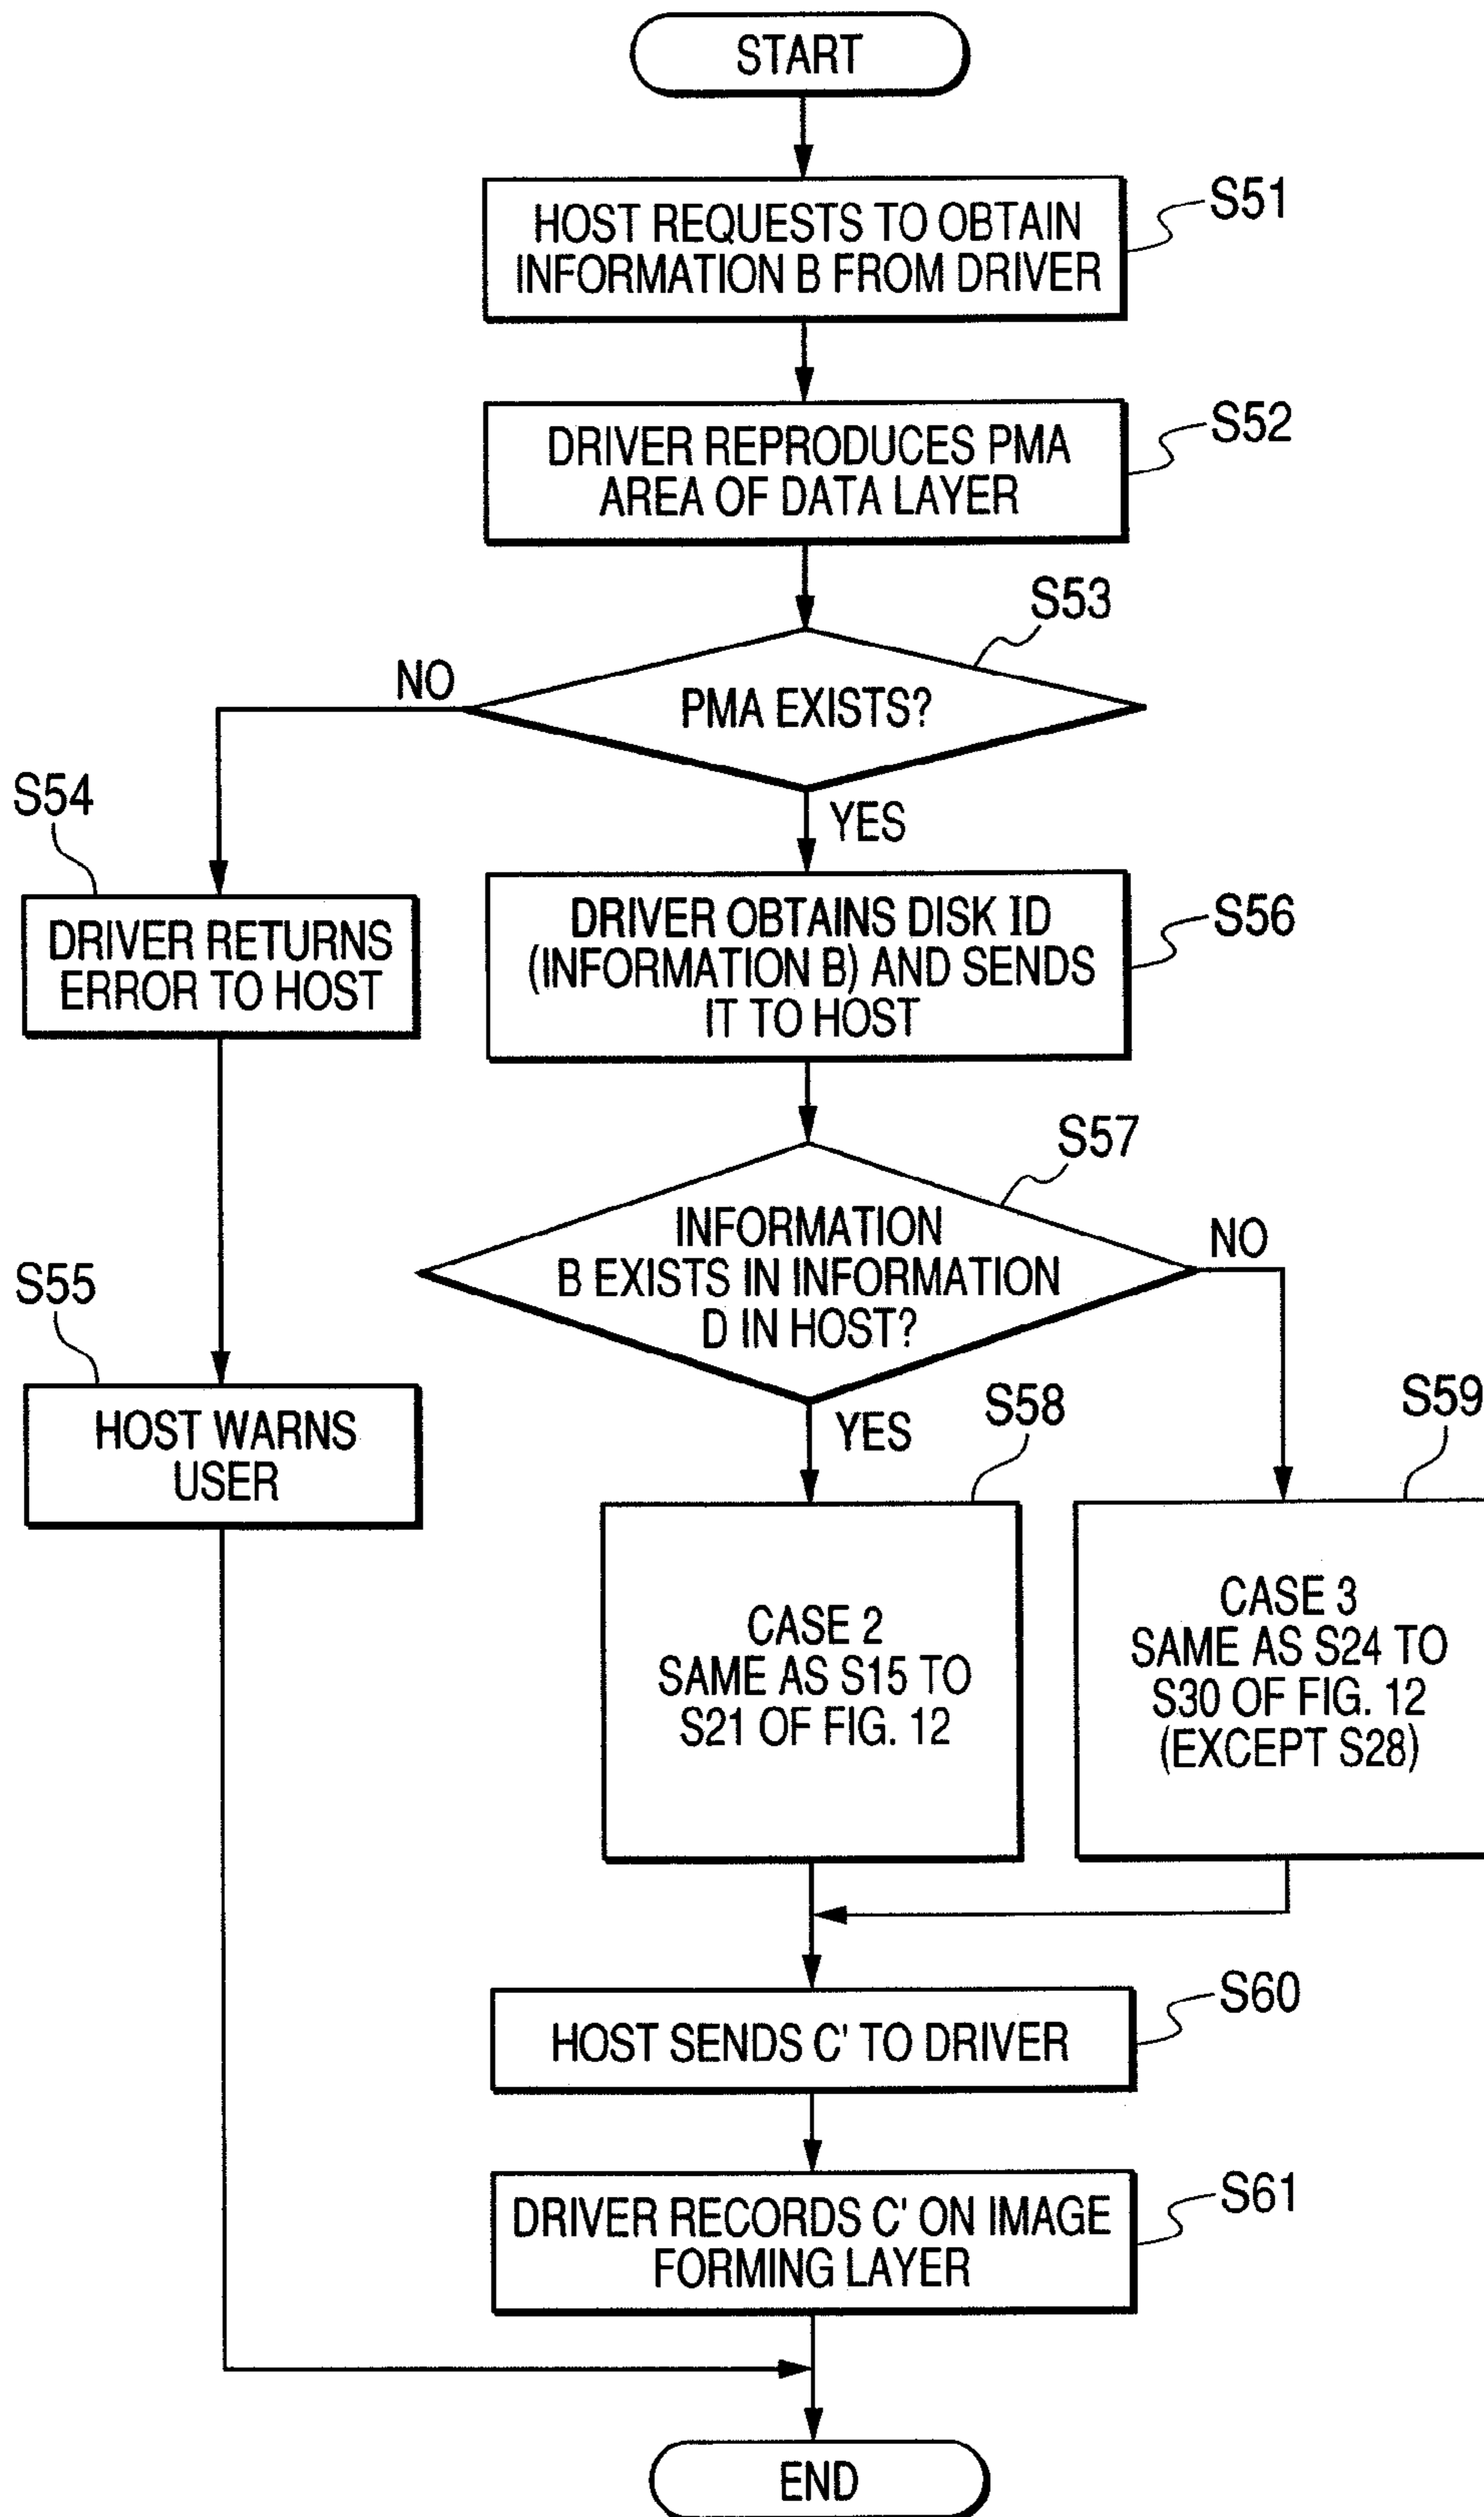 START
HOST REQUESTS TO OBTAIN
INFORMATION B FROM DRIVER
S51
DRIVER REPRODUCES PMA
AREA OF DATA LAYER
S52
S53
PMA EXISTS?
NO
YES
S54
DRIVER RETURNS
ERROR TO HOST
DRIVER OBTAINS DISK ID
(INFORMATION B) AND SENDS
IT TO HOST
S56
S57
INFORMATION
B EXISTS IN INFORMATION
D IN HOST?
NO
YES
S55
HOST WARNS
USER
S58
CASE 2
SAME AS S15 TO
S21 OF FIG. 12
S59
CASE 3
SAME AS S24 TO
S30 OF FIG. 12
(EXCEPT S28)
HOST SENDS C' TO DRIVER
S60
DRIVER RECORDS C' ON IMAGE
FORMING LAYER
S61
END